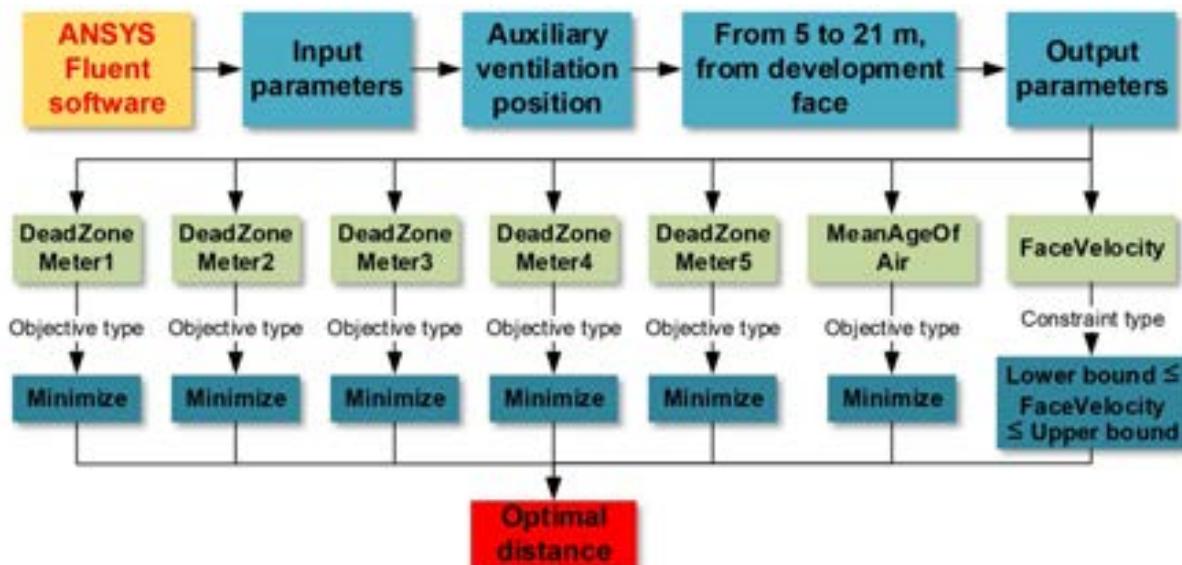 ANSYS
Fluent
software
Input
parameters
Auxiliary
ventilation
position
From 5 to 21 m,
from development
face
Output
parameters
DeadZone
Meter1
DeadZone
Meter2
DeadZone
Meter3
DeadZone
Meter4
DeadZone
Meter5
MeanAgeOf
Air
FaceVelocity
Objective type
Objective type
Objective type
Objective type
Objective type
Objective type
Constraint type
Minimize
Minimize
Minimize
Minimize
Minimize
Minimize
Lower bound ≤
FaceVelocity
≤ Upper bound
Optimal
distance